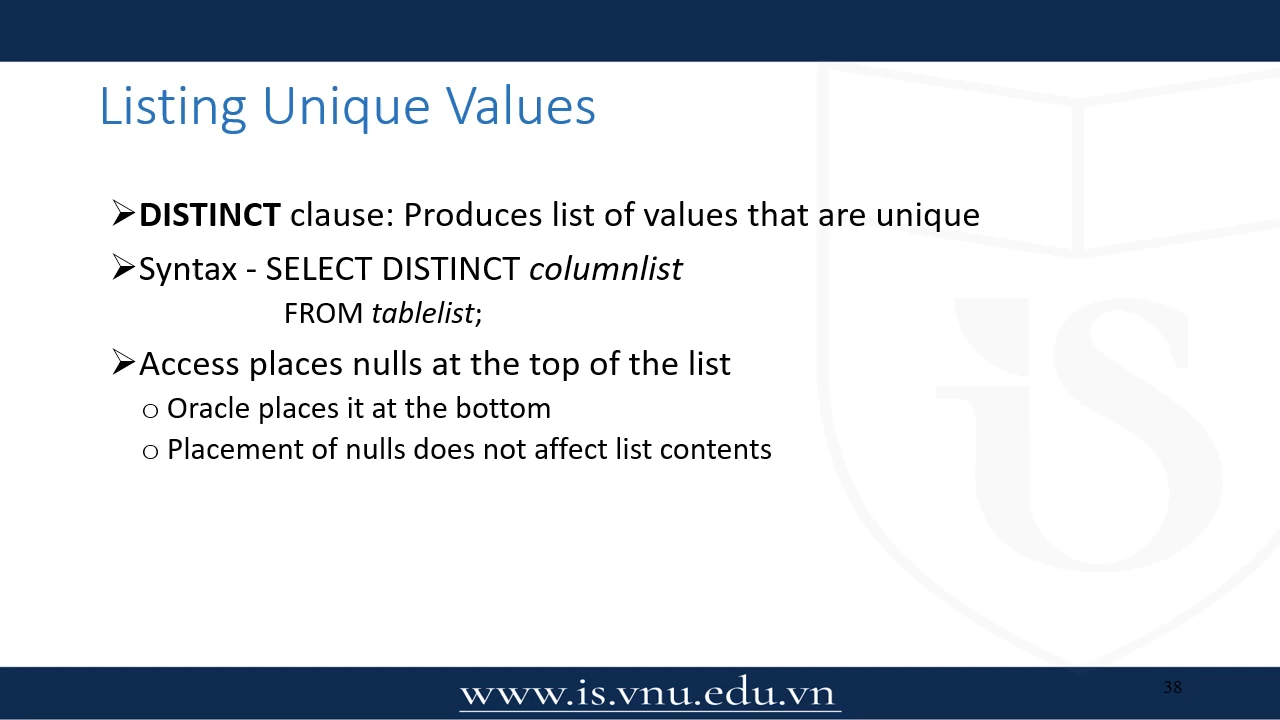 Listing Unique Values
➢DISTINCT clause: Produces list of values that are unique
➢Syntax - SELECT DISTINCT columnlist
FROM tablelist;
➢Access places nulls at the top of the list
o Oracle places it at the bottom
o Placement of nulls does not affect list contents
iS
www.is.vnu.edu.vn
38